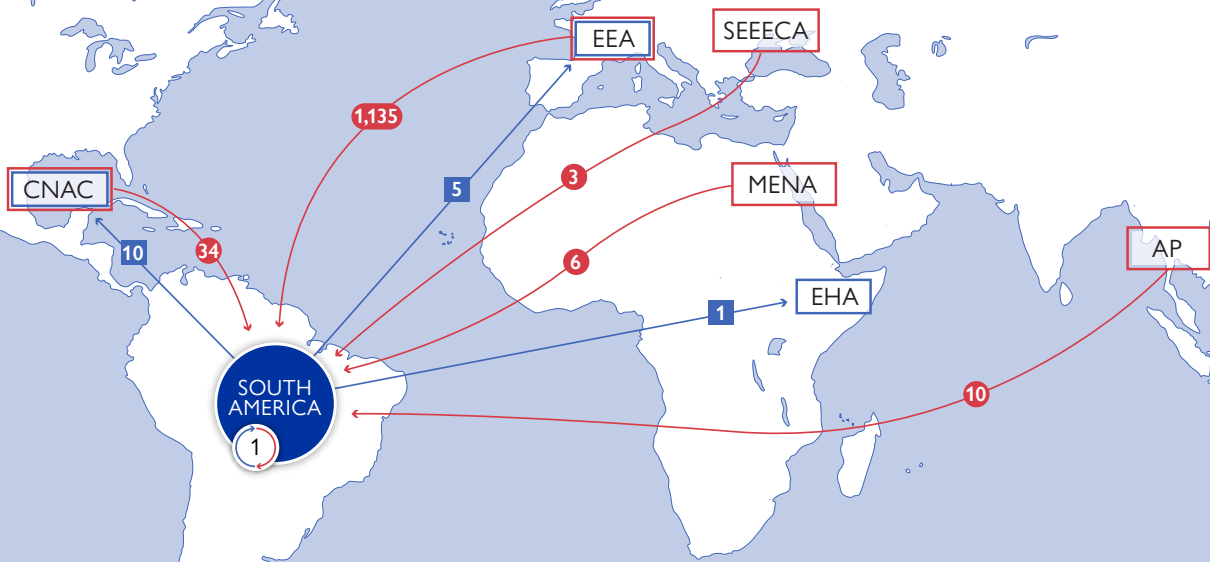 EEA
SEEECA
1,135
CNAC
5
3
MENA
10
34
6
AP
1
EHA
SOUTH
AMERICA
10
1